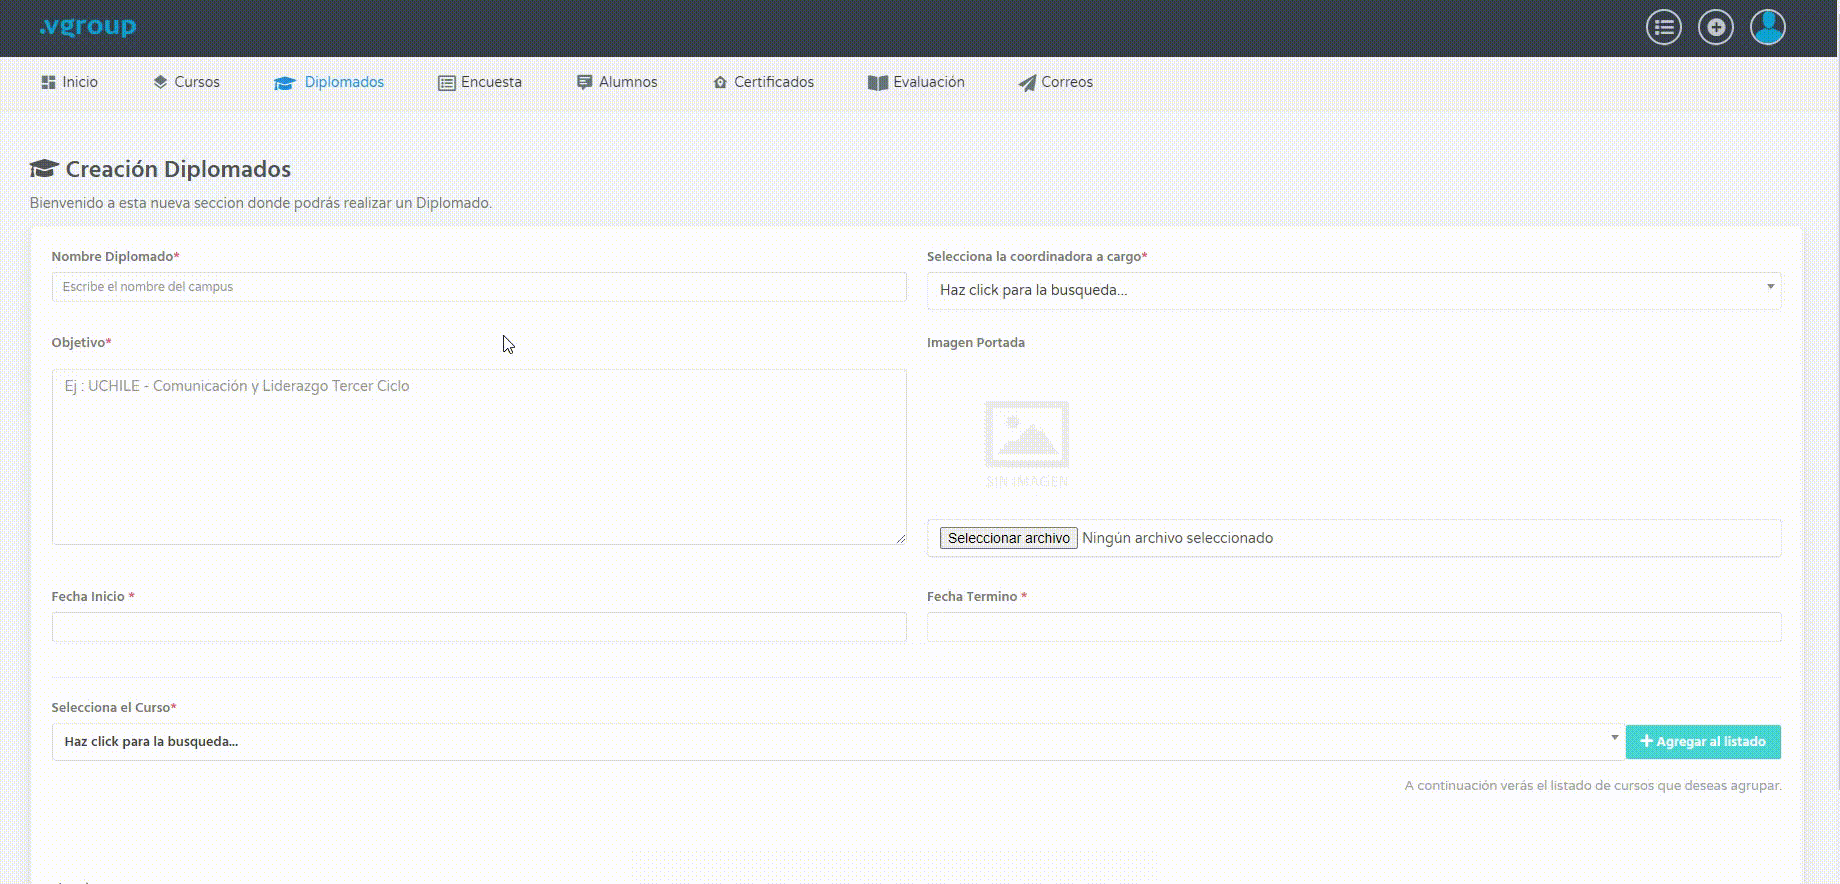 .vgroup
Inicio Cursos Diplomados Encuesta Alumnos Certificados Evaluación Correos
Creación Diplomados
Bienvenido a esta nueva seccion donde podrás realizar un Diplomado.
Nombre Diplomado* Selecciona la coordinadora a cargo*
Escribe el nombre del campus Haz click para la busqueda...
Objetivo* Imagen Portada
Ej : UCHILE - Comunicación y Liderazgo Tercer Ciclo
SIN IMAGEN
Seleccionar archivo Ningún archivo seleccionado
Fecha Inicio * Fecha Termino *
Selecciona el Curso*
Haz click para la busqueda... Agregar al listado
A continuación verás el listado de cursos que deseas agrupar.